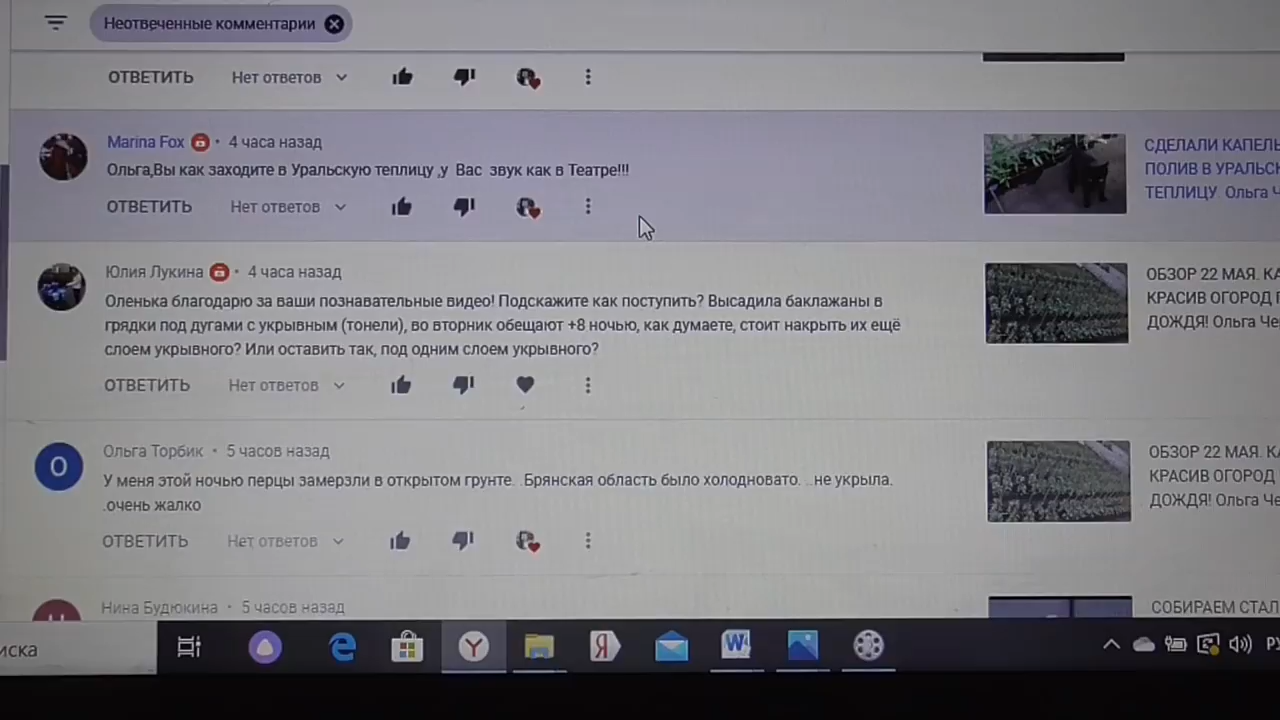 Неотвеченные комментарии
ОТВЕТИТЬ Нет ответов
Marina Fox • 4 часа назад
Ольга,Вы как заходите в Уральскую теплицу ,у Вас звук как в Театре!!!
ОТВЕТИТЬ Нет ответов
СДЕЛАЛИ КАПЕЛЬ
ПОЛИВ В УРАЛЬСК
ТЕПЛИЦУ. Ольга Ч
Юлия Лукина • 4 часа назад
Оленька благодарю за ваши познавательные видео! Подскажите как поступить? Высадила баклажаны в
грядки под дугами с укрывным (тонели), во вторник обещают +8 ночью, как думаете, стоит накрыть их ещё
слоем укрывного? Или оставить так, под одним слоем укрывного?
ОТВЕТИТЬ Нет ответов
ОБЗОР 22 МАЯ. КА
КРАСИВ ОГОРОД П
ДОЖДЯ! Ольга Че
О
Ольга Торбик • 5 часов назад
У меня этой ночью перцы замерзли в открытом грунте. .Брянская область было холодновато. ..не укрыла.
.очень жалко
ОТВЕТИТЬ Нет ответов
ОБЗОР 22 МАЯ. КА
КРАСИВ ОГОРОД
ДОЖДЯ! Ольга Че
Нина Будюкина • 5 часов назад
СОБИРАЕМ СТАЛ
иска
РУ